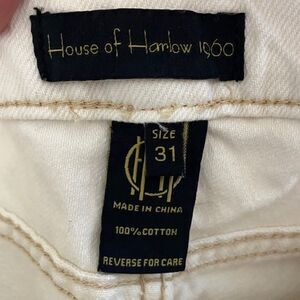 House of Harlow 1960
SIZE
31
MADE IN CHINA
100% COTTON
REVERSE FOR CARE